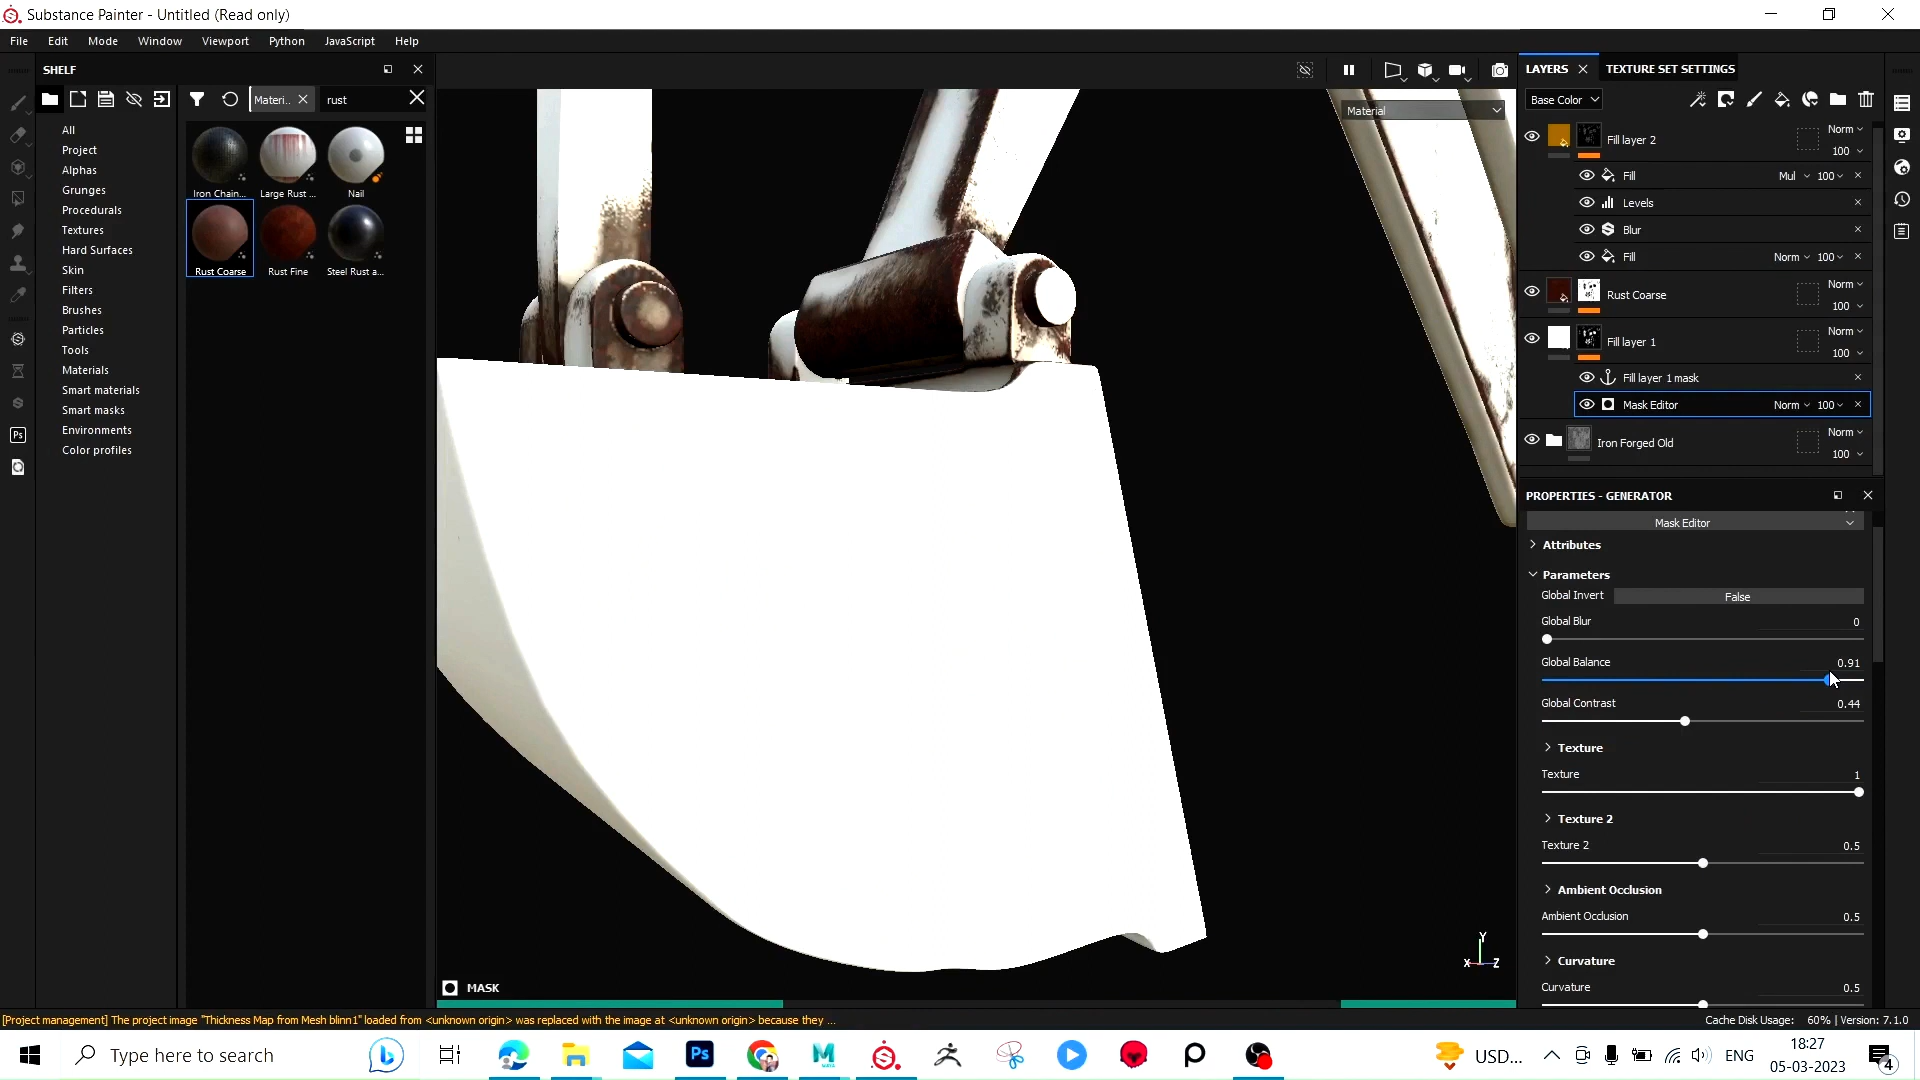 Substance Painter - Untitled (Read only)
File Edit Mode Window Viewport Python JavaScript Help
SHELF
Materi.. rust
All
Project
Alphas
Grunges
Procedurals
Textures
Hard Surfaces
Skin
Filters
Brushes
Particles
Tools
Materials
Smart materials
Smart masks
Environments
Color profiles
Iron Chain... Large Rust ... Nail
Rust Coarse Rust Fine Steel Rust a...
Material
MASK
Y
X Z
LAYERS TEXTURE SET SETTINGS
Base Color
Fill layer 2 Norm 100
Fill Mul 100
Levels
Blur
Fill Norm 100
Rust Coarse Norm 100
Fill layer 1 Norm 100
Fill layer 1 mask
Mask Editor Norm 100
Iron Forged Old Norm 100
PROPERTIES - GENERATOR
Mask Editor
Attributes
Parameters
Global Invert False
Global Blur 0
Global Balance 0.91
Global Contrast 0.44
Texture
Texture 1
Texture 2
Texture 2 0.5
Ambient Occlusion
Ambient Occlusion 0.5
Curvature
Curvature 0.5
[Project management] The project image "Thickness Map from Mesh blinn1" loaded from <unknown origin> was replaced with the image at <unknown origin> because they ...
Cache Disk Usage: 60% | Version: 7.1.0
Type here to search
Ps
USD...
ENG
18:27
05-03-2023
4